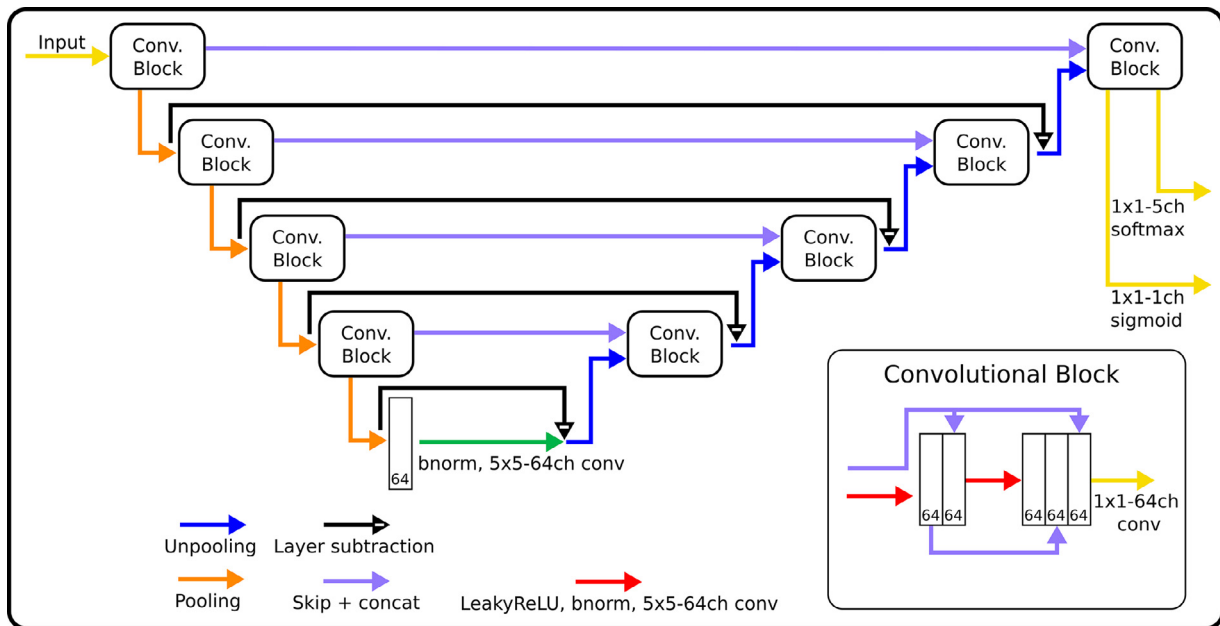 Input
Conv.
Block
Conv.
Block
Conv.
Block
Conv.
Block
1x1-5ch
softmax
Conv.
Block
Conv.
Block
1x1-1ch
sigmoid
Conv.
Block
Conv.
Block
64
bnorm, 5x5-64ch conv
Convolutional Block
64 64
64 64 64
1x1-64ch
conv
Unpooling
Layer subtraction
Pooling
Skip + concat
LeakyReLU, bnorm, 5x5-64ch conv